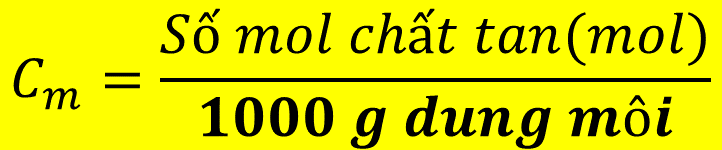 C_m = Số mol chất tan(mol) / 1000 g dung môi